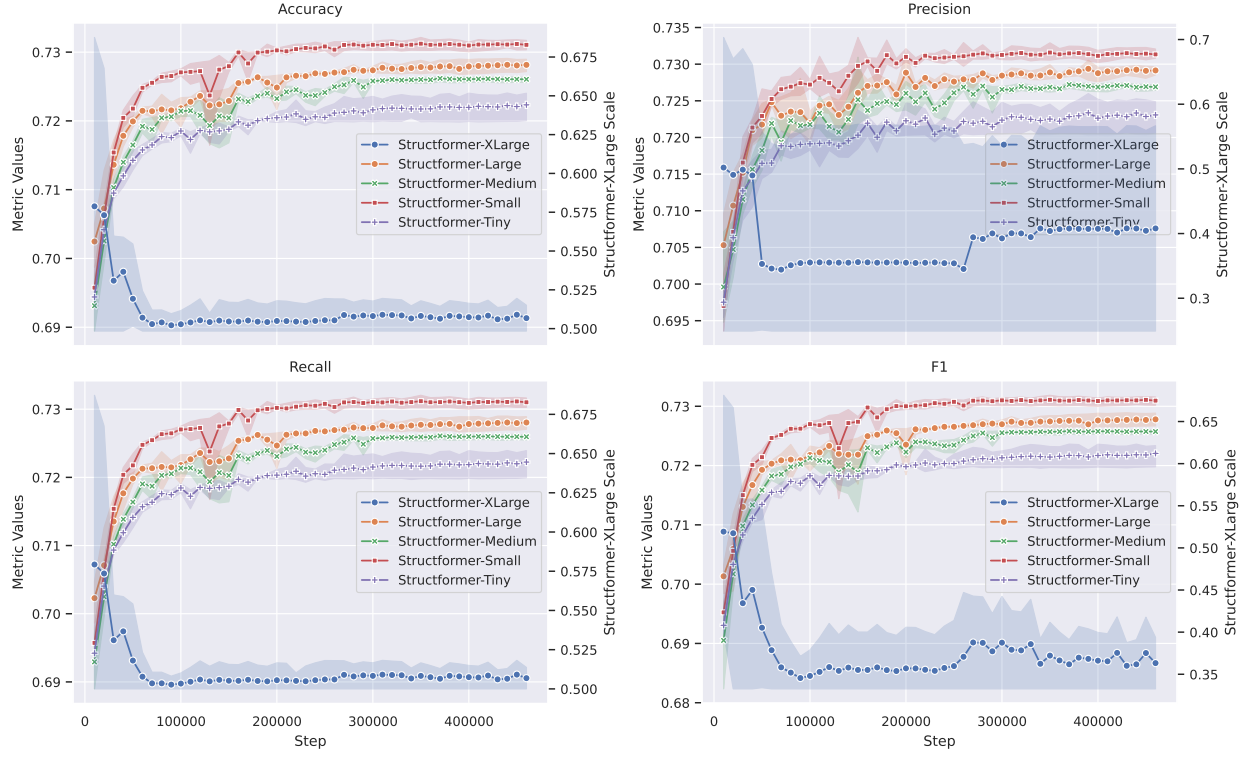 Accuracy
Metric Values
0.73
0.72
0.71
0.70
0.69
0.675
0.650
0.625
0.600
0.575
0.550
0.525
0.500
Structformer-XLarge Scale
Structformer-XLarge
Structformer-Large
Structformer-Medium
Structformer-Small
Structformer-Tiny
Precision
Metric Values
0.735
0.730
0.725
0.720
0.715
0.710
0.705
0.700
0.695
0.7
0.6
0.5
0.4
0.3
Structformer-XLarge Scale
Structformer-XLarge
Structformer-Large
Structformer-Medium
Structformer-Small
Structformer-Tiny
Recall
Metric Values
0.73
0.72
0.71
0.70
0.69
0.675
0.650
0.625
0.600
0.575
0.550
0.525
0.500
Structformer-XLarge Scale
Structformer-XLarge
Structformer-Large
Structformer-Medium
Structformer-Small
Structformer-Tiny
0 100000 200000 300000 400000
Step
F1
Metric Values
0.73
0.72
0.71
0.70
0.69
0.68
0.65
0.60
0.55
0.50
0.45
0.40
0.35
Structformer-XLarge Scale
Structformer-XLarge
Structformer-Large
Structformer-Medium
Structformer-Small
Structformer-Tiny
0 100000 200000 300000 400000
Step